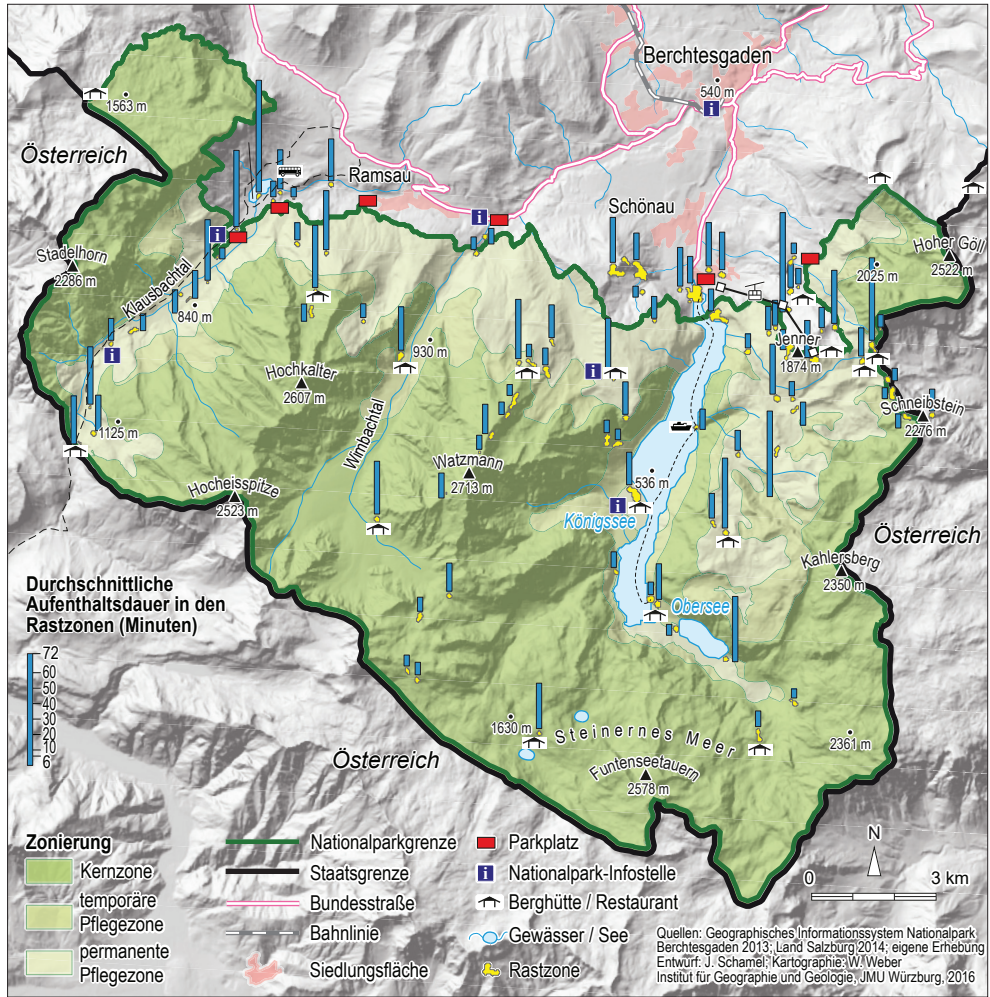 Berchtesgaden
540 m
1563 m
Österreich
Ramsau
Schönau
Stadelhorn
2286 m
Klausbachtal
840 m
Hoher Göll
2522 m
2025 m
930 m
Jenner
1874 m
Hochkalter
2607 m
Schneibstein
2276 m
1125 m
Wimbachtal
Watzmann
2713 m
536 m
Hocheisspitze
2523 m
Königssee
Österreich
Kahlersberg
2350 m
Obersee
Durchschnittliche
Aufenthaltsdauer in den
Rastzonen (Minuten)
72
60
50
40
30
20
10
6
1630 m
Steinernes Meer
2361 m
Österreich
Funtenseetauern
2578 m
Zonierung
Kernzone
temporäre
Pflegezone
permanente
Pflegezone
Nationalparkgrenze
Staatsgrenze
Bundesstraße
Bahnlinie
Siedlungsfläche
Parkplatz
i Nationalpark-Infostelle
Berghütte / Restaurant
Gewässer / See
Rastzone
N
0 3 km
Quellen: Geographisches Informationssystem Nationalpark
Berchtesgaden 2013; Land Salzburg 2014; eigene Erhebung
Entwurf: J. Schamel; Kartographie: W. Weber
Institut für Geographie und Geologie, JMU Würzburg, 2016